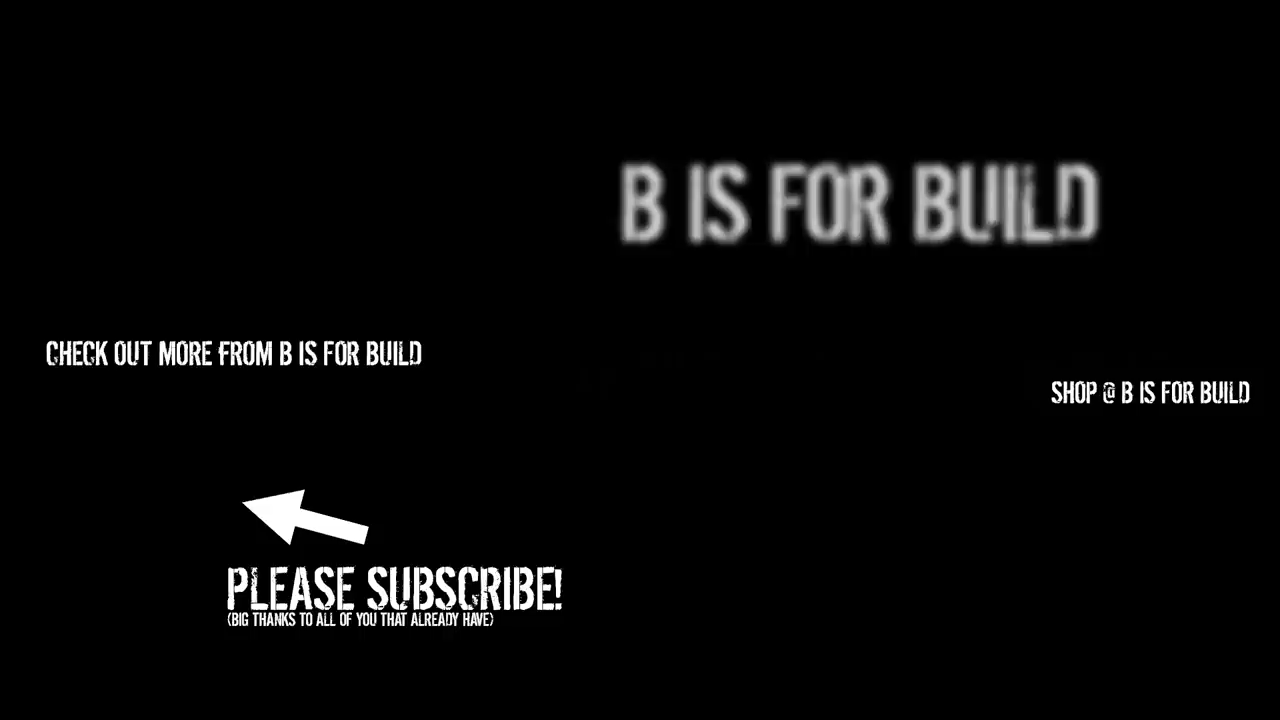 B IS FOR BUILD
CHECK OUT MORE FROM B IS FOR BUILD
SHOP @ B IS FOR BUILD
PLEASE SUBSCRIBE!
(BIG THANKS TO ALL OF YOU THAT ALREADY HAVE)